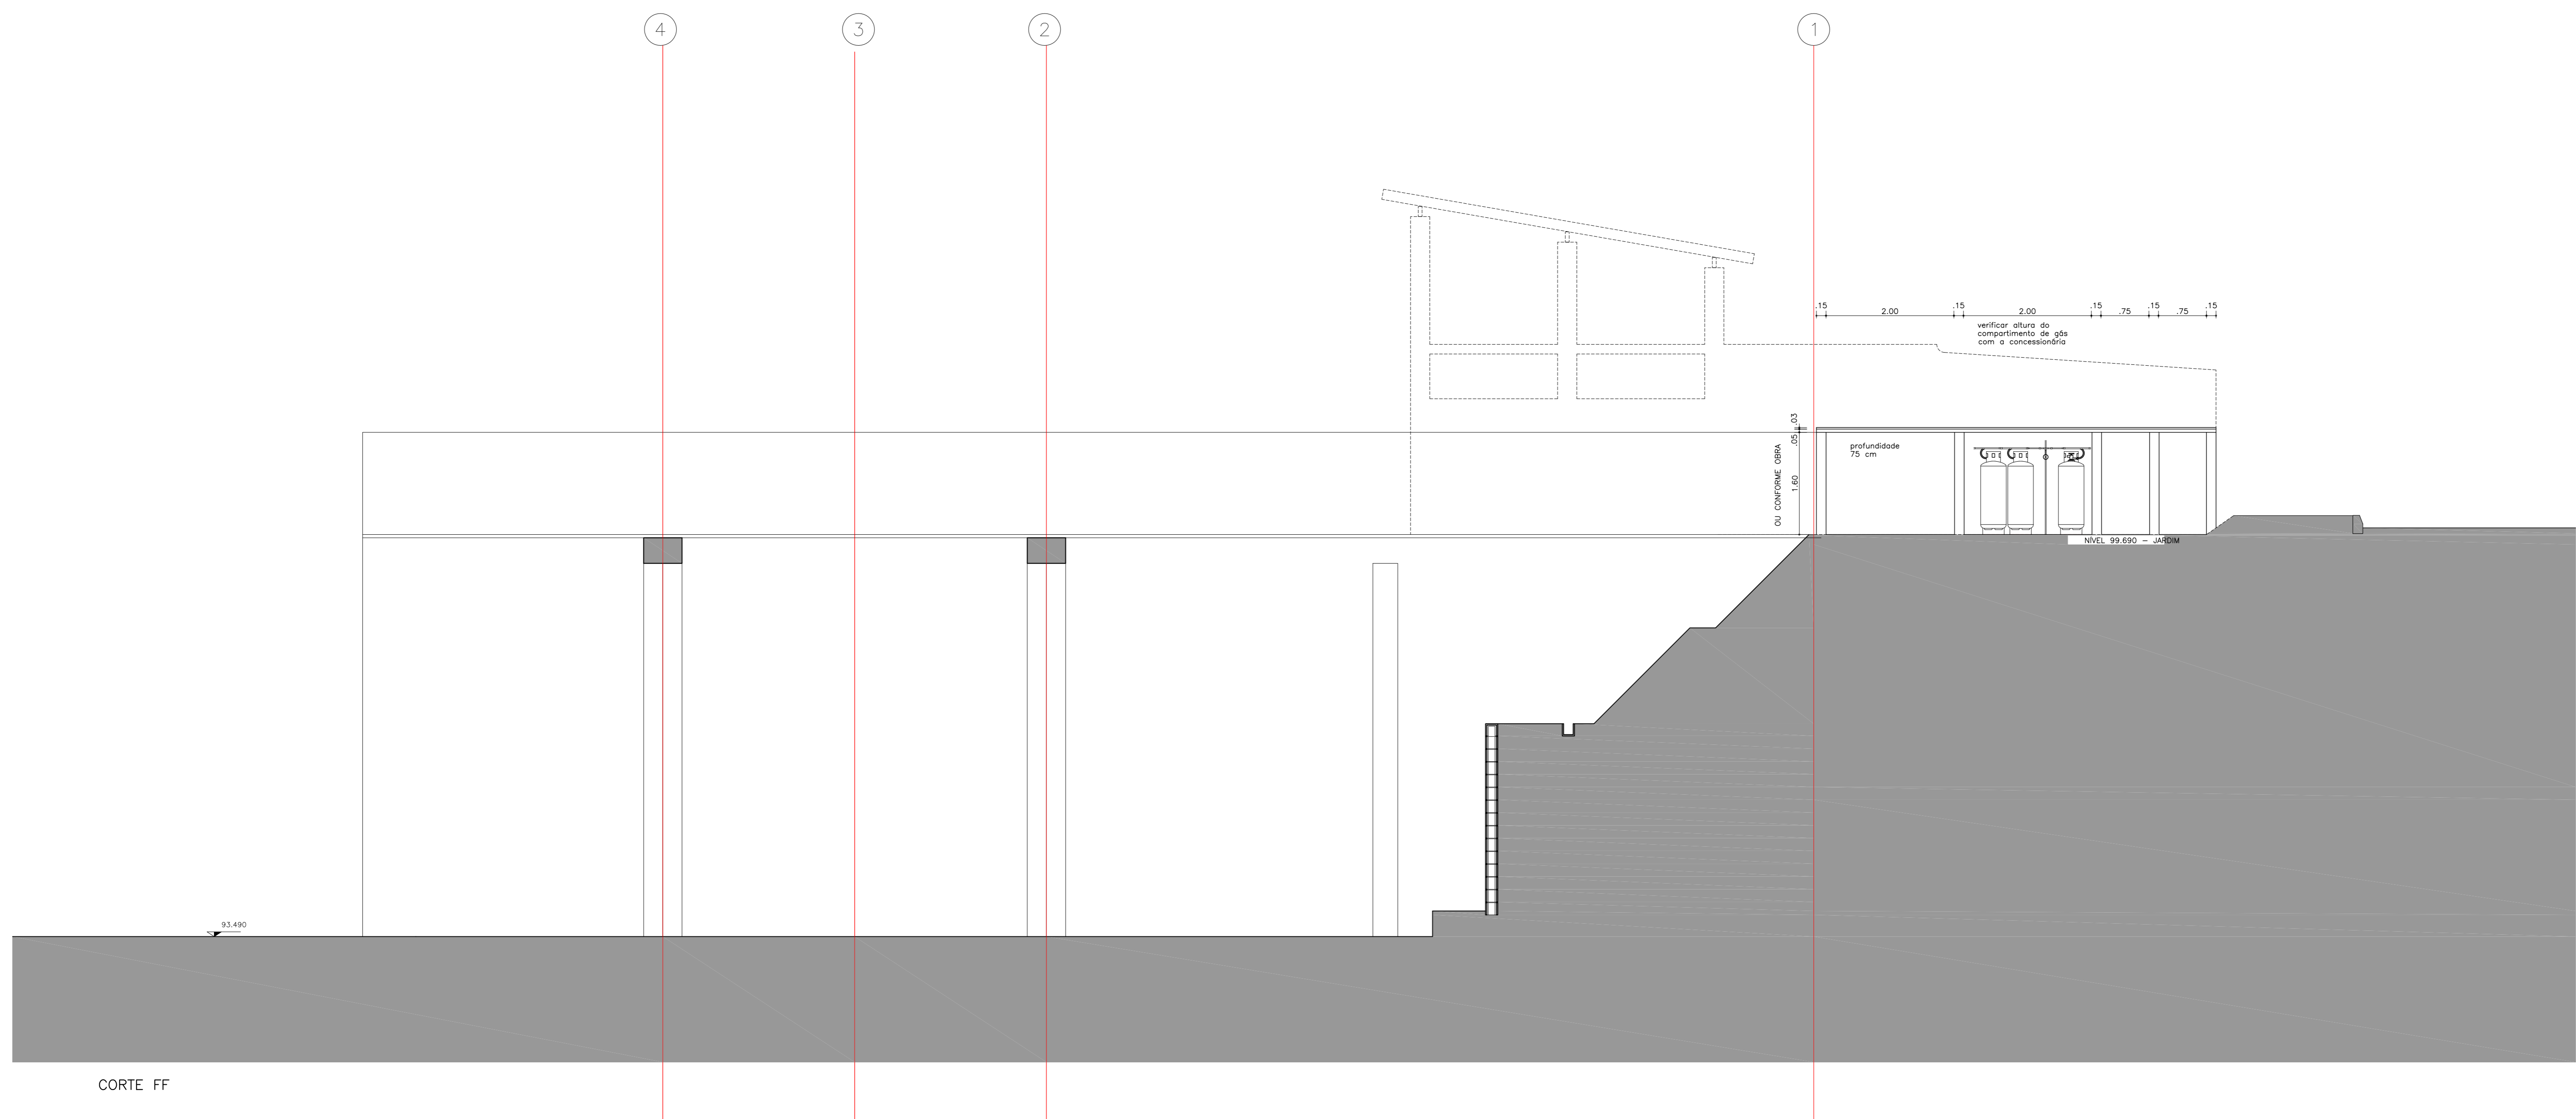 4
3
2
1
.15
2.00
.15
2.00
.15
.75
.15
.75
.15
verificar altura do
compartimento de gás
com a concessionária
.03
.05
1.60
OU CONFORME OBRA
profundidade
75 cm
NÍVEL 99.690 – JARDIM
93.490
CORTE FF